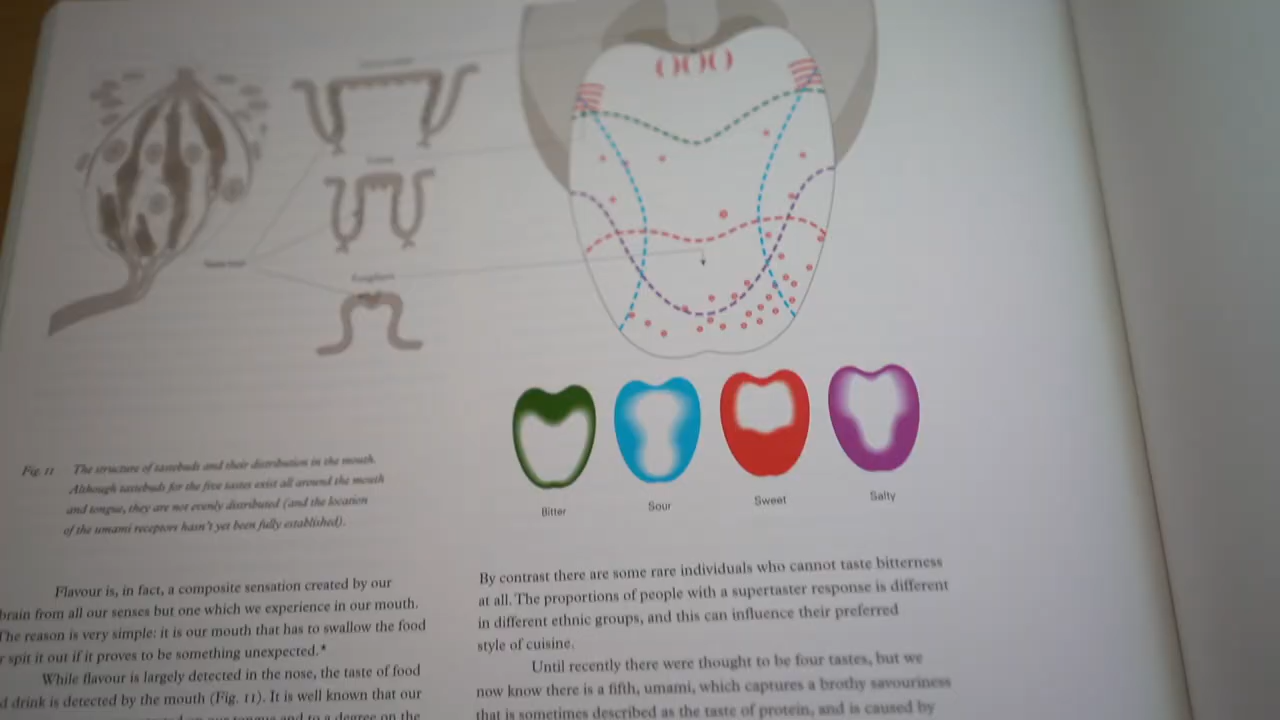 Bitter
Sour
Sweet
Salty
Fig. 11 The structure of tastebuds and their distribution in the mouth.
Although tastebuds for the five tastes exist all around the mouth
and tongue, they are not evenly distributed (and the location
of the umami receptors hasn't yet been fully established).
Flavour is, in fact, a composite sensation created by our
brain from all our senses but one which we experience in our mouth.
The reason is very simple: it is our mouth that has to swallow the food
r spit it out if it proves to be something unexpected.*
While flavour is largely detected in the nose, the taste of food
d drink is detected by the mouth (Fig. 11). It is well known that our
on our tongue and to a degree on the
By contrast there are some rare individuals who cannot taste bitterness
at all. The proportions of people with a supertaster response is different
in different ethnic groups, and this can influence their preferred
style of cuisine.
Until recently there were thought to be four tastes, but we
now know there is a fifth, umami, which captures a brothy savouriness
that is sometimes described as the taste of protein, and is caused by